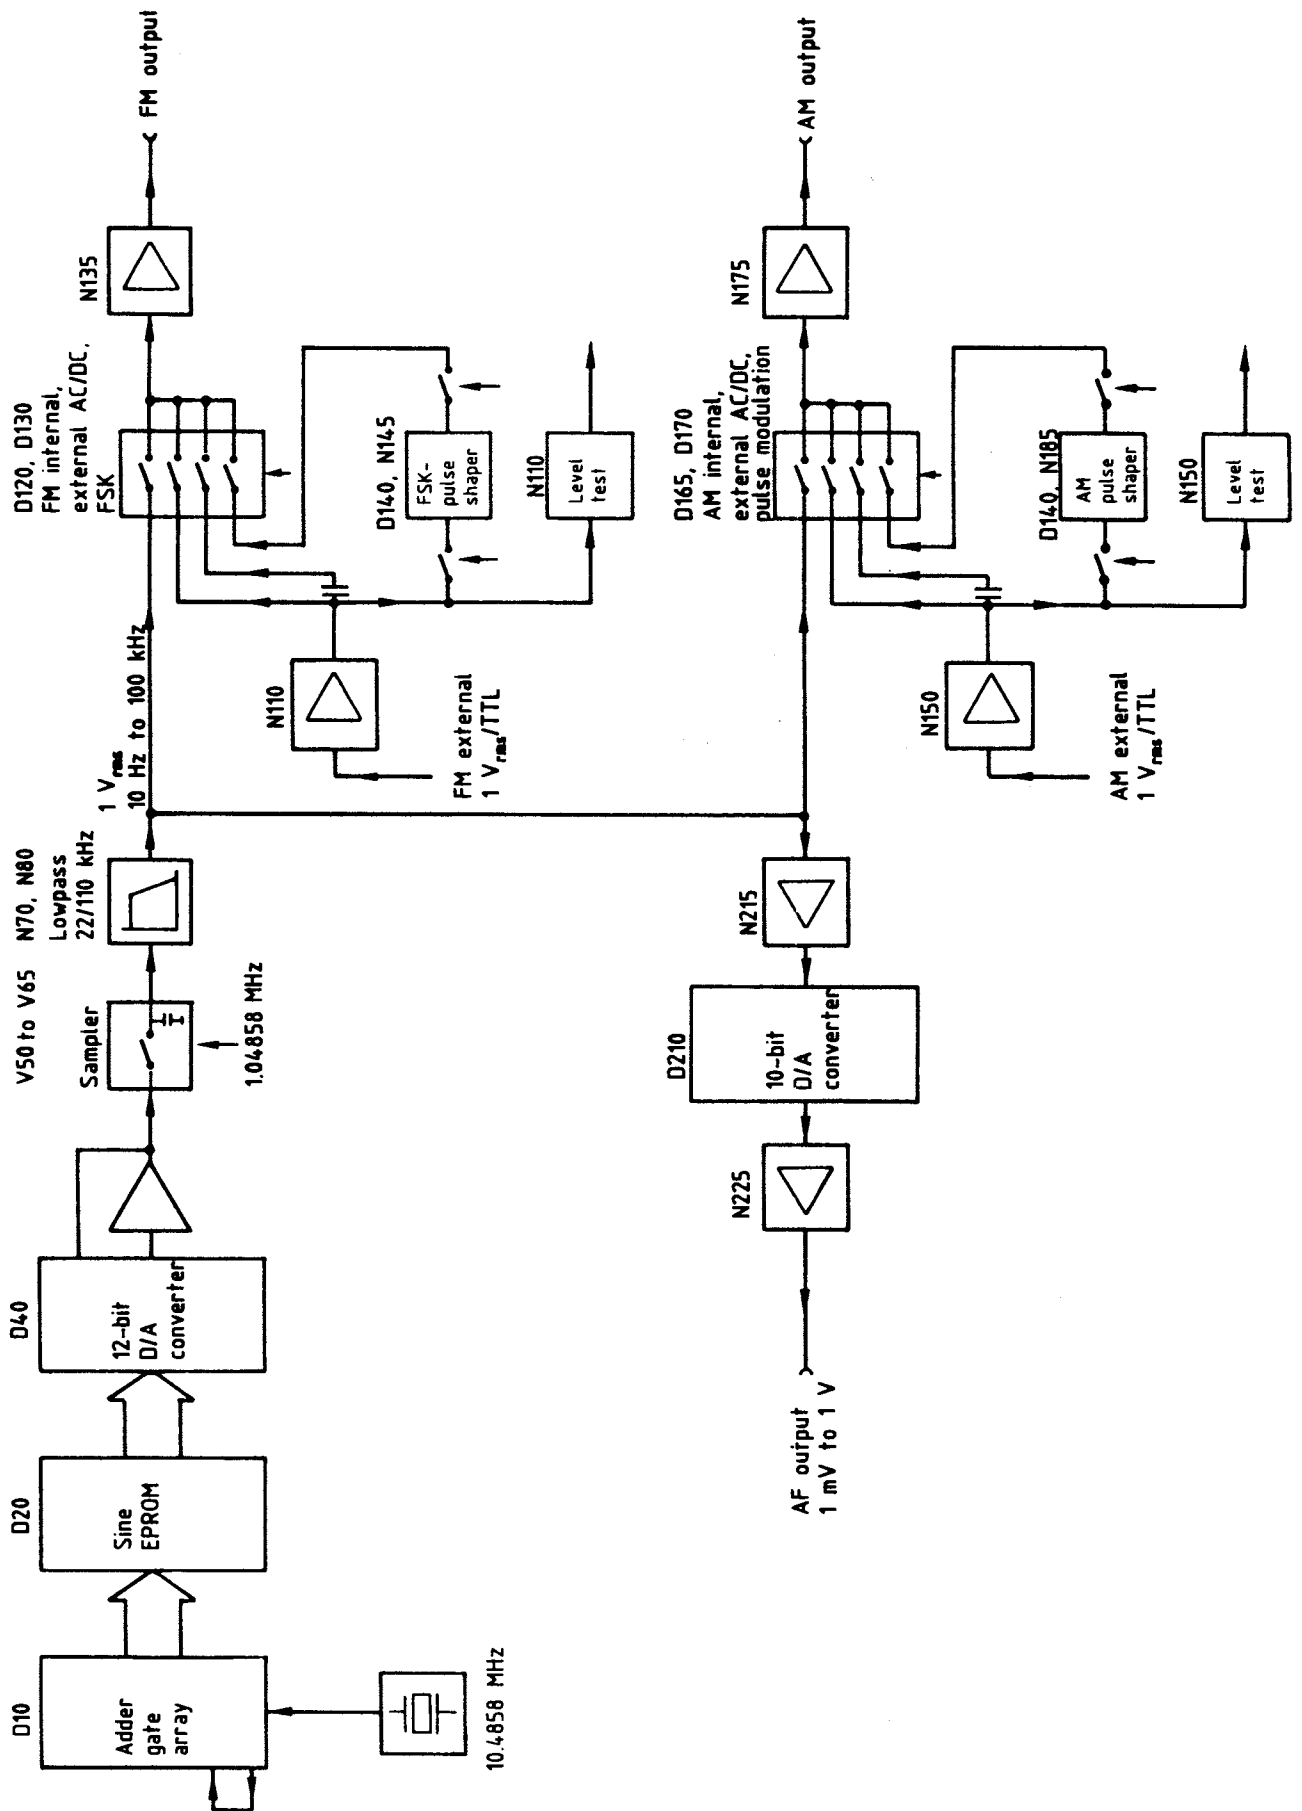 D10
Adder
gate
array
10.4858 MHz
D20
Sine
EPROM
D40
12-bit
D/A
converter
V50 to V65
Sampler
1.04858 MHz
N70, N80
Lowpass
22/110 kHz
1 Vrms
10 Hz to 100 kHz
N110
FM external
1 Vrms/TTL
D120, D130
FM internal,
external AC/DC,
FSK
D140, N145
FSK-
pulse
shaper
N110
Level
test
N135
FM output
AF output
1 mV to 1 V
N225
D210
10-bit
D/A
converter
N215
N150
AM external
1 Vrms/TTL
D165, D170
AM internal,
external AC/DC,
pulse modulation
D140, N185
AM
pulse
shaper
N150
Level
test
N175
AM output